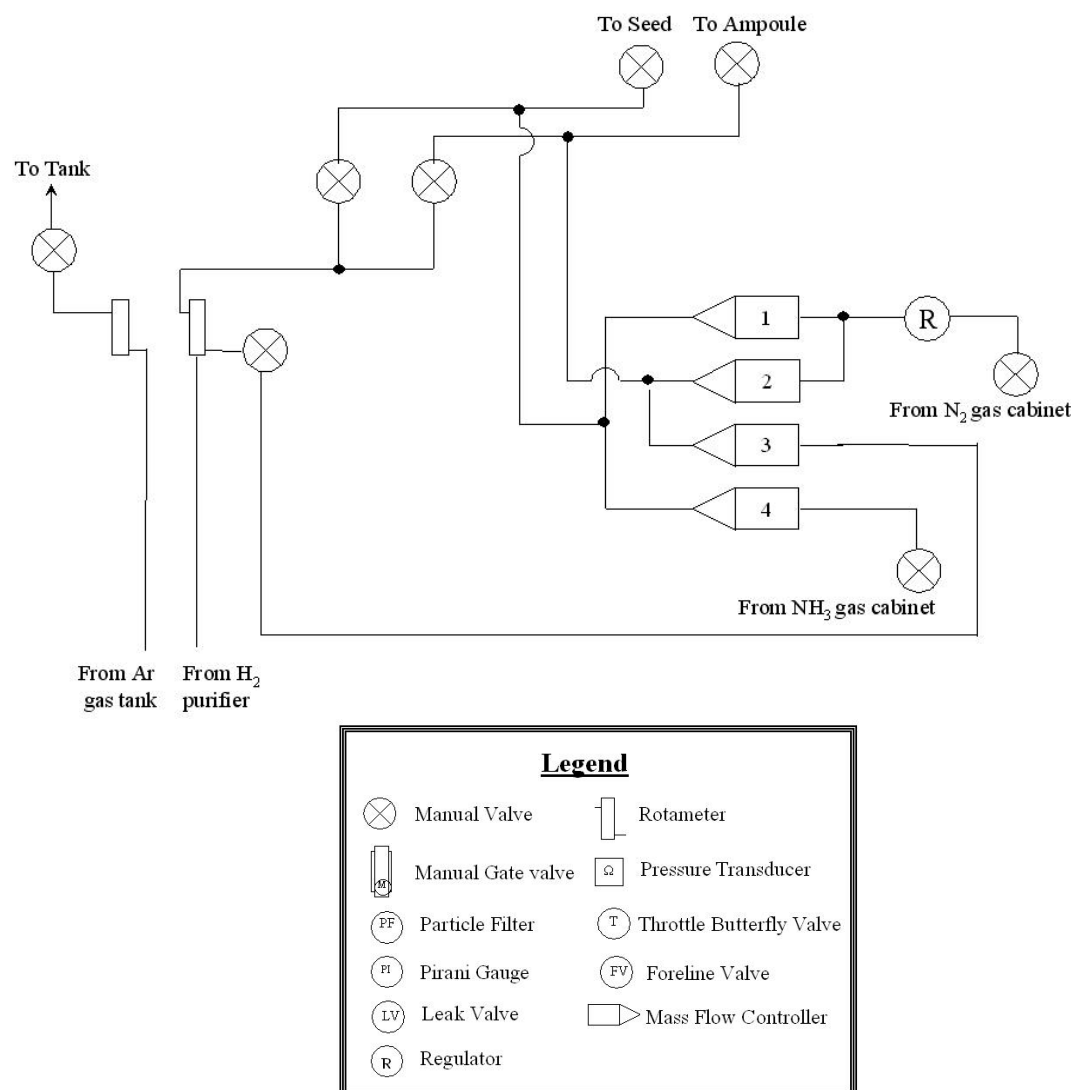 To Seed To Ampoule
To Tank
1
R
2
From N₂ gas cabinet
3
4
From NH₃ gas cabinet
From Ar
gas tank
From H₂
purifier
Legend
Manual Valve
Rotameter
M
Manual Gate valve
Ω
Pressure Transducer
PF
Particle Filter
T
Throttle Butterfly Valve
PI
Pirani Gauge
FV
Foreline Valve
LV
Leak Valve
Mass Flow Controller
R
Regulator